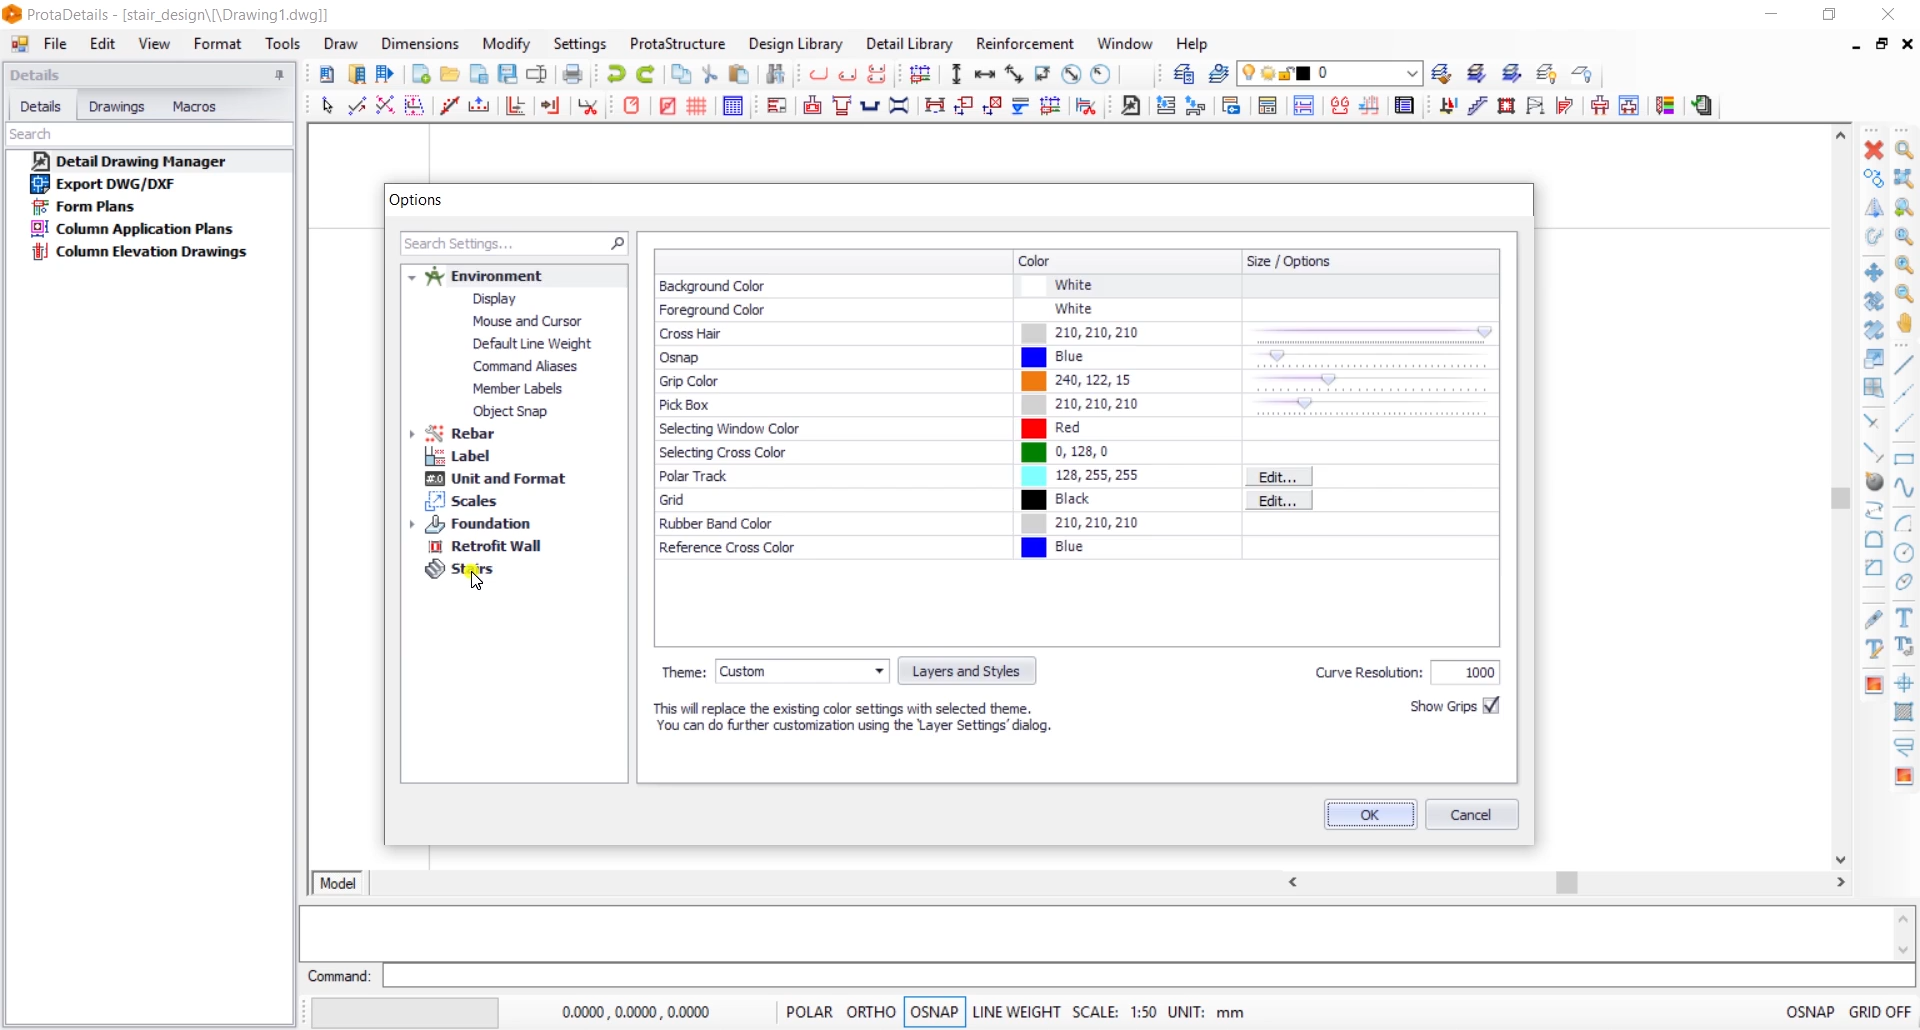 ProtaDetails - [stair_design\[\Drawing1.dwg]]
File Edit View Format Tools Draw Dimensions Modify Settings ProtaStructure Design Library Detail Library Reinforcement Window Help
Details
0
Details Drawings Macros
Search
Detail Drawing Manager
Export DWG/DXF
Form Plans
Column Application Plans
Column Elevation Drawings
Options
Search Settings...
Environment
Display
Mouse and Cursor
Default Line Weight
Command Aliases
Member Labels
Object Snap
Rebar
Label
Unit and Format
Scales
Foundation
Retrofit Wall
Stairs
Color Size / Options
Background Color White
Foreground Color White
Cross Hair 210, 210, 210
Osnap Blue
Grip Color 240, 122, 15
Pick Box 210, 210, 210
Selecting Window Color Red
Selecting Cross Color 0, 128, 0
Polar Track 128, 255, 255 Edit...
Grid Black Edit...
Rubber Band Color 210, 210, 210
Reference Cross Color Blue
Theme: Custom Layers and Styles Curve Resolution: 1000
This will replace the existing color settings with selected theme.
You can do further customization using the 'Layer Settings' dialog.
Show Grips
OK Cancel
Model
Command:
0.0000 , 0.0000 , 0.0000 POLAR ORTHO OSNAP LINE WEIGHT SCALE: 1:50 UNIT: mm OSNAP GRID OFF